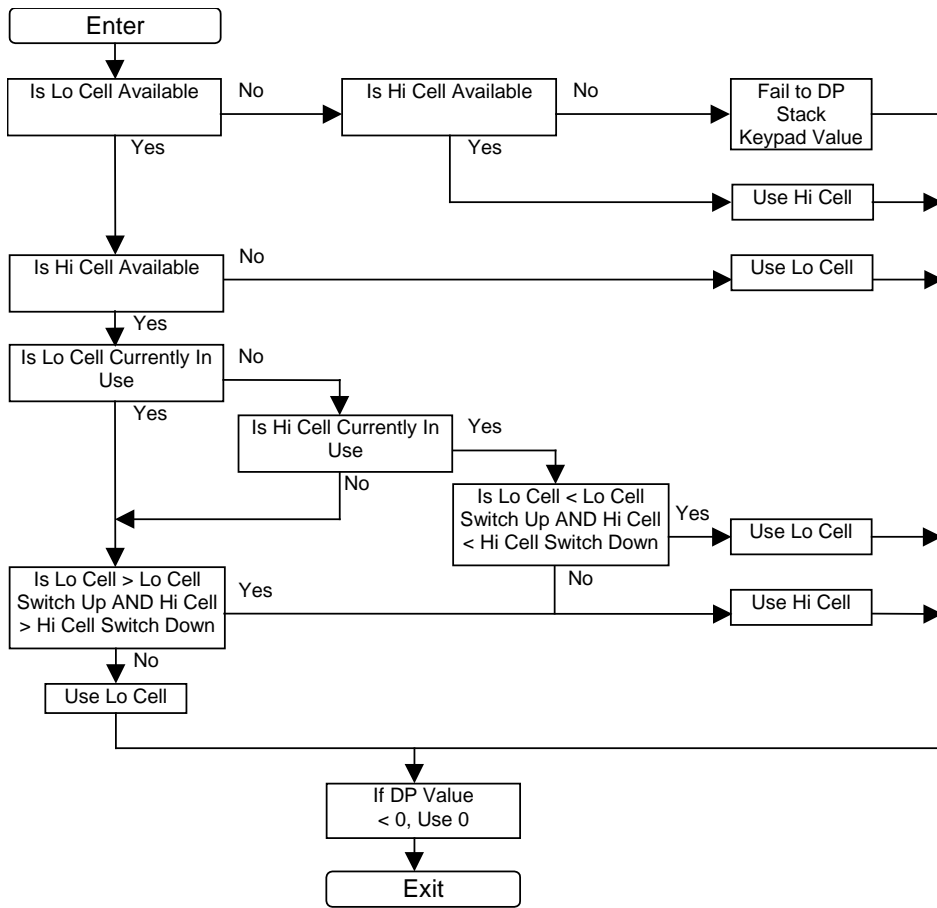 Enter
Is Lo Cell Available
No
Is Hi Cell Available
No
Fail to DP
Stack
Keypad Value
Yes
Yes
Use Hi Cell
Is Hi Cell Available
No
Use Lo Cell
Yes
Is Lo Cell Currently In
Use
No
Yes
Is Hi Cell Currently In
Use
Yes
No
Is Lo Cell < Lo Cell
Switch Up AND Hi Cell
< Hi Cell Switch Down
Yes
Use Lo Cell
No
Is Lo Cell > Lo Cell
Switch Up AND Hi Cell
> Hi Cell Switch Down
Yes
Use Hi Cell
No
Use Lo Cell
If DP Value
< 0, Use 0
Exit